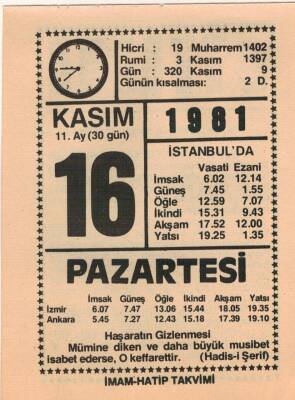 Hicri : 19 Muharrem 1402
Rumi : 3 Kasım 1397
Gün : 320 Kasım 9
Günün kısalması: 2 D.
KASIM
11. Ay (30 gün)
16
1981
İSTANBUL'DA
Vasati Ezani
İmsak 6.02 12.14
Güneş 7.45 1.55
Öğle 12.59 7.07
İkindi 15.31 9.43
Akşam 17.52 12.00
Yatsı 19.25 1.35
PAZARTESİ
İmsak Güneş Öğle İkindi Akşam Yatsı
İzmir 6.07 7.47 13.06 15.44 18.05 19.35
Ankara 5.45 7.27 12.43 15.18 17.39 19.10
Haşaratın Gizlenmesi
Mümine diken ve daha büyük musibet
isabet ederse, O keffarettir. (Hadis-i Şerif)
İMAM-HATİP TAKVİMİ